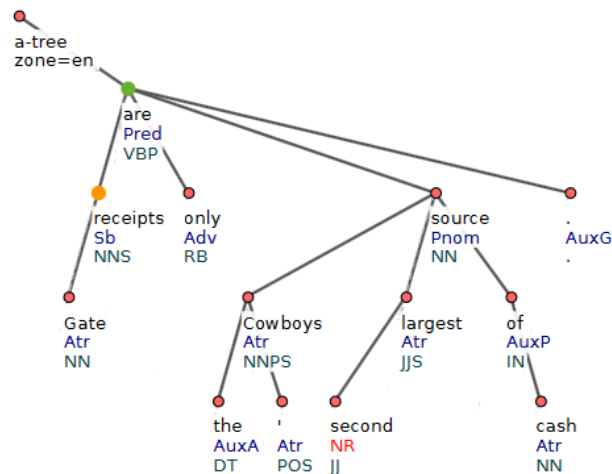 a-tree
zone=en
are
Pred
VBP
receipts only source .
Sb Adv Pnom AuxG
NNS RB NN .
Gate Cowboys largest of
Atr Atr Atr AuxP
NN NNPS JJS IN
the ' second cash
AuxA Atr NR Atr
DT POS JJ NN